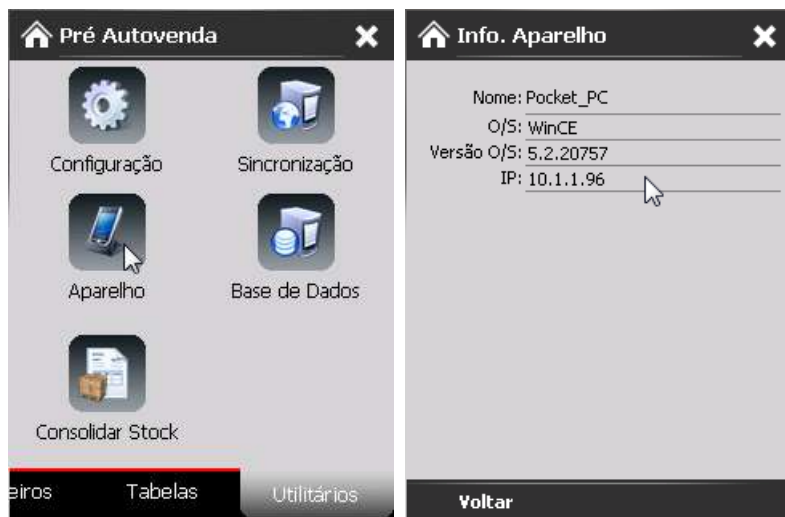 Pré Autovenda
Configuração
Sincronização
Aparelho
Base de Dados
Consolidar Stock
eiros
Tabelas
Utilitários
Info. Aparelho
Nome: Pocket_PC
O/S: WinCE
Versão O/S: 5.2.20757
IP: 10.1.1.96
Voltar